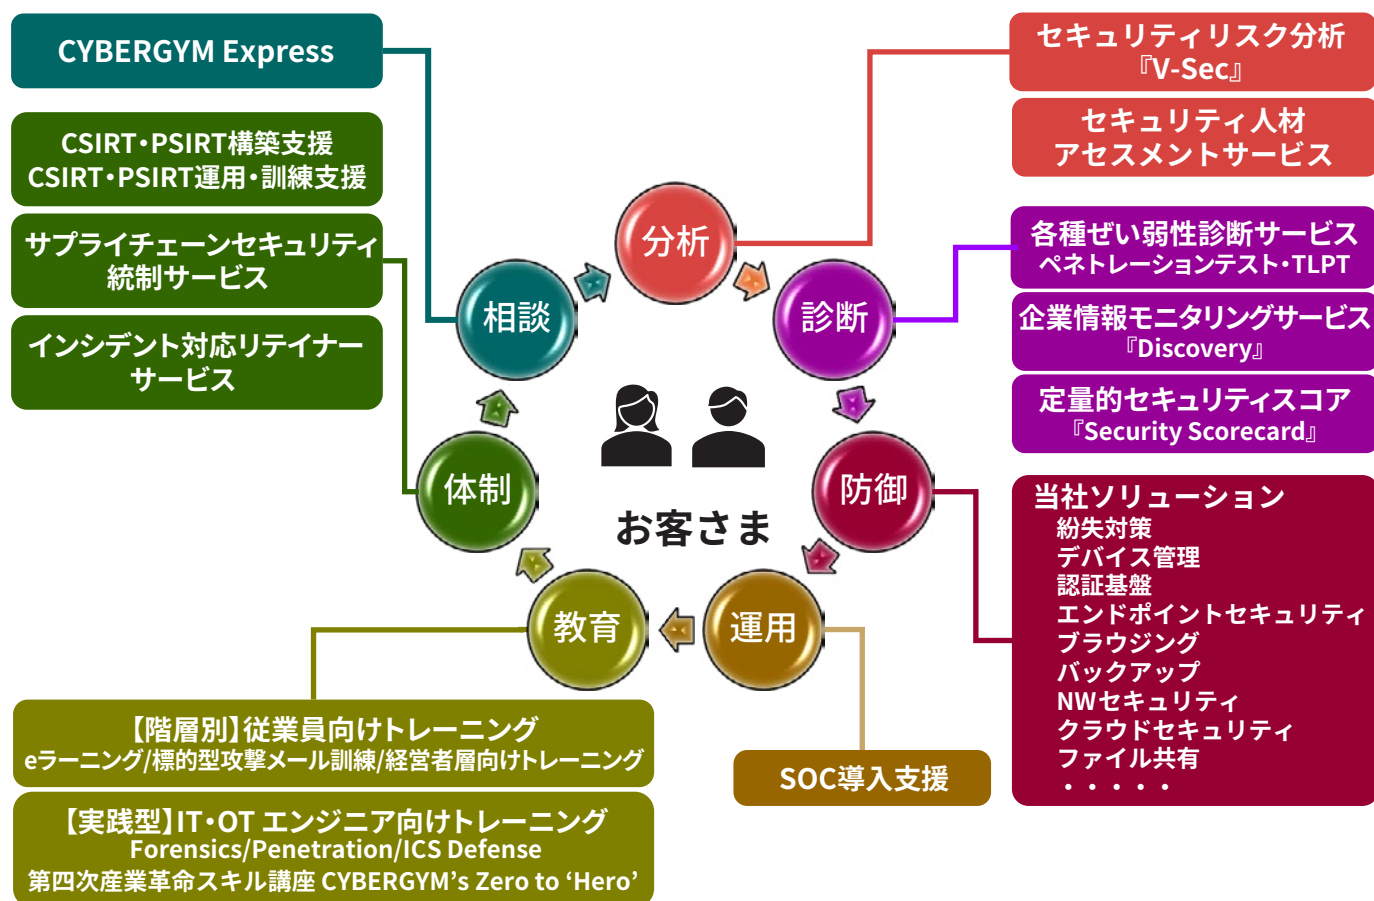 CYBERGYM Express
CSIRT・PSIRT構築支援
CSIRT・PSIRT運用・訓練支援
サプライチェーンセキュリティ
統制サービス
インシデント対応リテイナー
サービス
セキュリティリスク分析
『V-Sec』
セキュリティ人材
アセスメントサービス
各種ぜい弱性診断サービス
ペネトレーションテスト・TLPT
企業情報モニタリングサービス
『Discovery』
定量的セキュリティスコア
『Security Scorecard』
分析
相談
診断
体制
防御
お客さま
教育
運用
当社ソリューション
紛失対策
デバイス管理
認証基盤
エンドポイントセキュリティ
ブラウジング
バックアップ
NWセキュリティ
クラウドセキュリティ
ファイル共有
・・・・・
【階層別】従業員向けトレーニング
eラーニング/標的型攻撃メール訓練/経営者層向けトレーニング
【実践型】IT・OT エンジニア向けトレーニング
Forensics/Penetration/ICS Defense
第四次産業革命スキル講座 CYBERGYM’s Zero to ‘Hero’
SOC導入支援